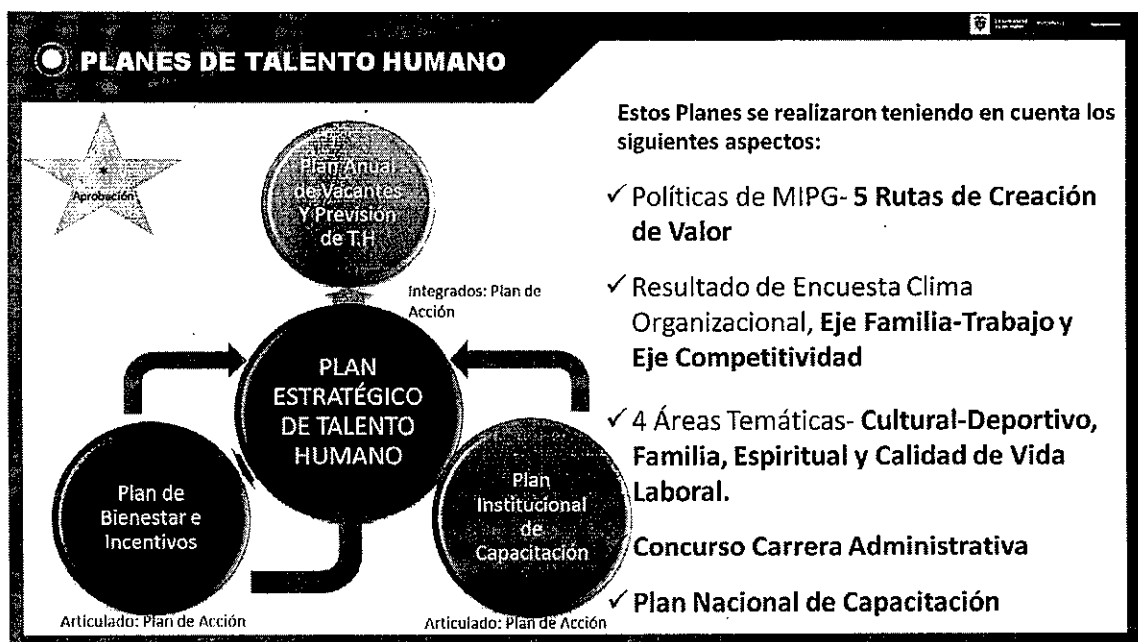 PLANES DE TALENTO HUMANO
Aprobación
Plan Anual
de Vacantes
Y Previsión
de T.H
Integrados: Plan de
Acción
PLAN
ESTRATÉGICO
DE TALENTO
HUMANO
Plan de
Bienestar e
Incentivos
Articulado: Plan de Acción
Plan
Institucional
de
Capacitación
Articulado: Plan de Acción
Estos Planes se realizaron teniendo en cuenta los
siguientes aspectos:
✓ Políticas de MIPG- 5 Rutas de Creación
de Valor
✓ Resultado de Encuesta Clima
Organizacional, Eje Familia-Trabajo y
Eje Competitividad
✓ 4 Áreas Temáticas- Cultural-Deportivo,
Familia, Espiritual y Calidad de Vida
Laboral.
Concurso Carrera Administrativa
✓ Plan Nacional de Capacitación